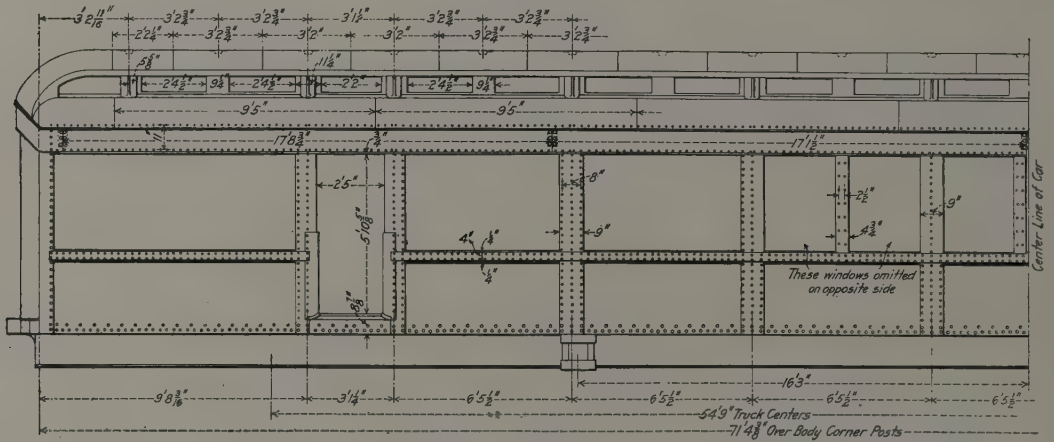 3'2 11/16" 3'2 3/4" 3'2 3/4" 3'1 1/2" 3'2 3/4" 3'2 3/4"
2'2 1/4" 3'2 3/4" 3'2" 3'2" 3'2 3/4" 3'2 3/4"
5 5/8" 11 1/4"
2'4 1/2" 9 1/4" 2'4 1/2" 2'2" 2'4 1/2" 9 1/4"
9'5" 9'5"
11" 17'8 3/4" 17'1 1/2"
2'5" 8" 2 1/2" 9"
5'10 5/8" 9" 4 3/4"
4" 1/4"
1/4"
These windows omitted
on opposite side
8 7/8"
Center Line of Car
16'3"
9'8 3/16" 3'1 1/4" 6'5 1/2" 6'5 1/2" 6'5 1/2" 6'5 1/2"
54'9" Truck Centers
71'4 3/8" Over Body Corner Posts